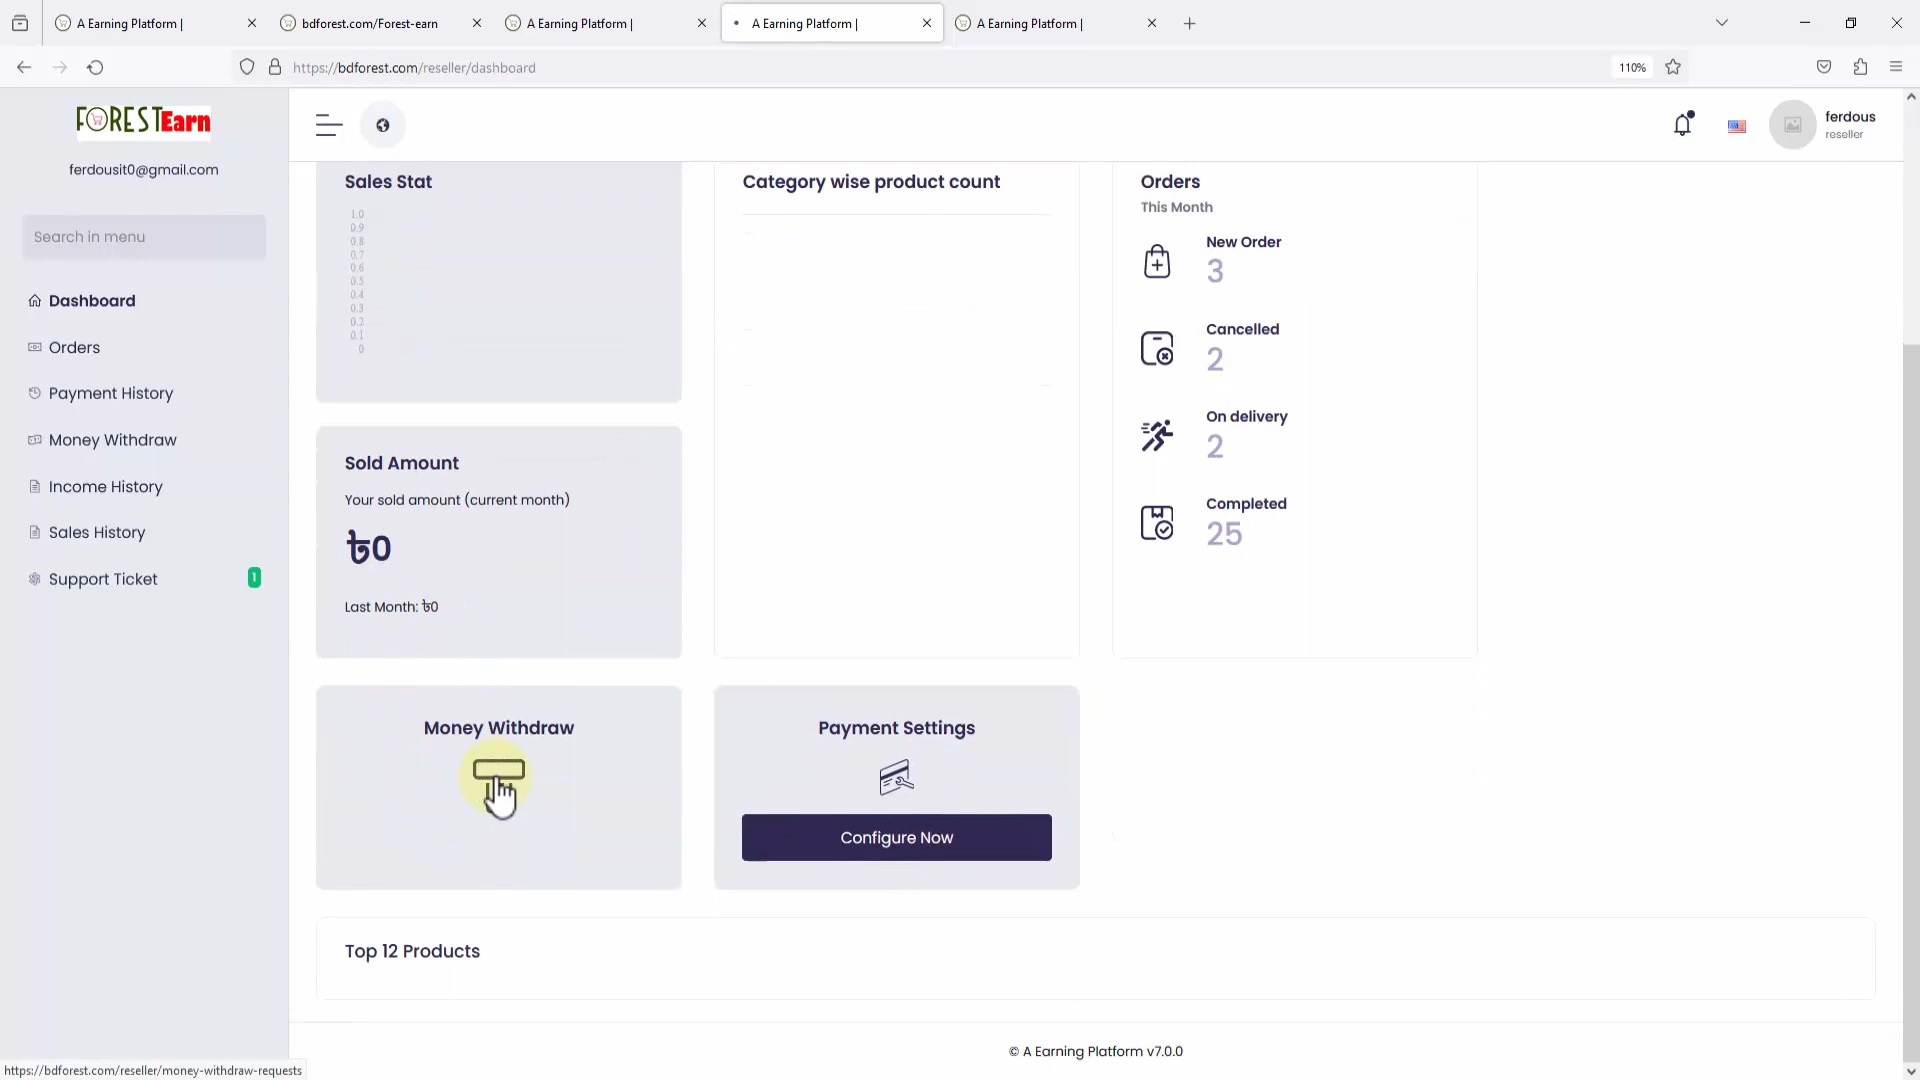 A Earning Platform |
bdforest.com/Forest-earn
A Earning Platform |
A Earning Platform |
A Earning Platform |
https://bdforest.com/reseller/dashboard
110%
FORESTEarn
ferdousit0@gmail.com
Search in menu
Dashboard
Orders
Payment History
Money Withdraw
Income History
Sales History
Support Ticket
1
ferdous
reseller
Sales Stat
1.0
0.9
0.8
0.7
0.6
0.5
0.4
0.3
0.2
0.1
0
Category wise product count
Orders
This Month
New Order
3
Cancelled
2
On delivery
2
Completed
25
Sold Amount
Your sold amount (current month)
৳0
Last Month: ৳0
Money Withdraw
Payment Settings
Configure Now
Top 12 Products
© A Earning Platform v7.0.0
https://bdforest.com/reseller/money-withdraw-requests